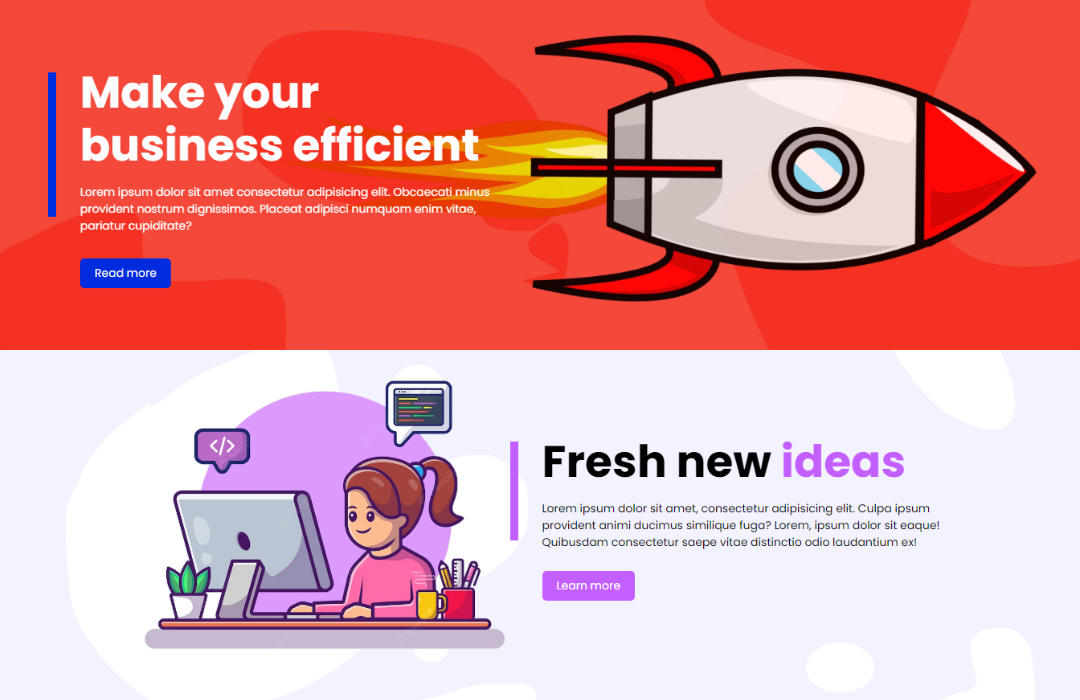 Make your
business efficient
Lorem ipsum dolor sit amet consectetur adipisicing elit. Obcaecati minus
provident nostrum dignissimos. Placeat adipisci numquam enim vitae,
pariatur cupiditate?
Read more
</>
Fresh new ideas
Lorem ipsum dolor sit amet, consectetur adipisicing elit. Culpa ipsum
provident animi ducimus similique fuga? Lorem, ipsum dolor sit eaque!
Quibusdam consectetur saepe vitae distinctio odio laudantium ex!
Learn more